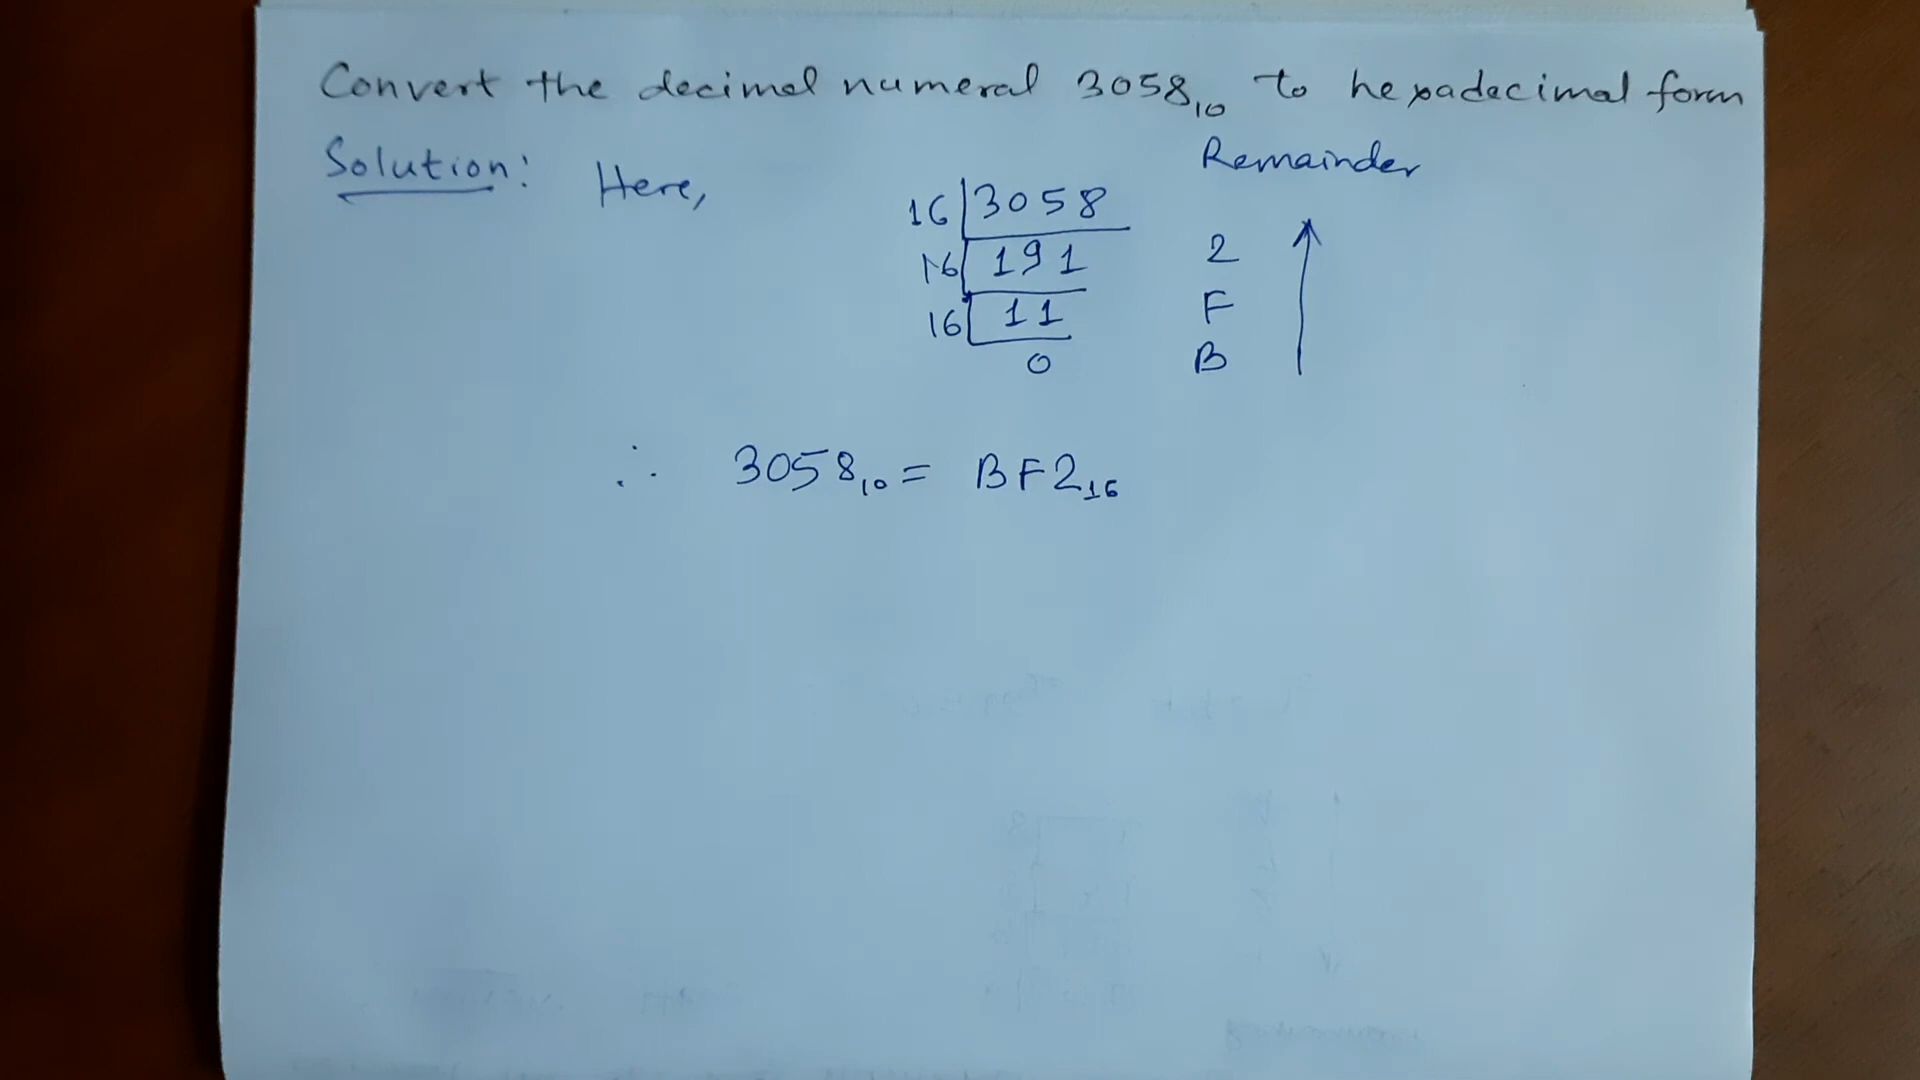 Convert the decimal numeral 3058₁₀ to hexadecimal form
Solution: Here,
Remainder
16 3058
16 191 2
16 11 F
0 B
∴ 3058₁₀ = BF2₁₆